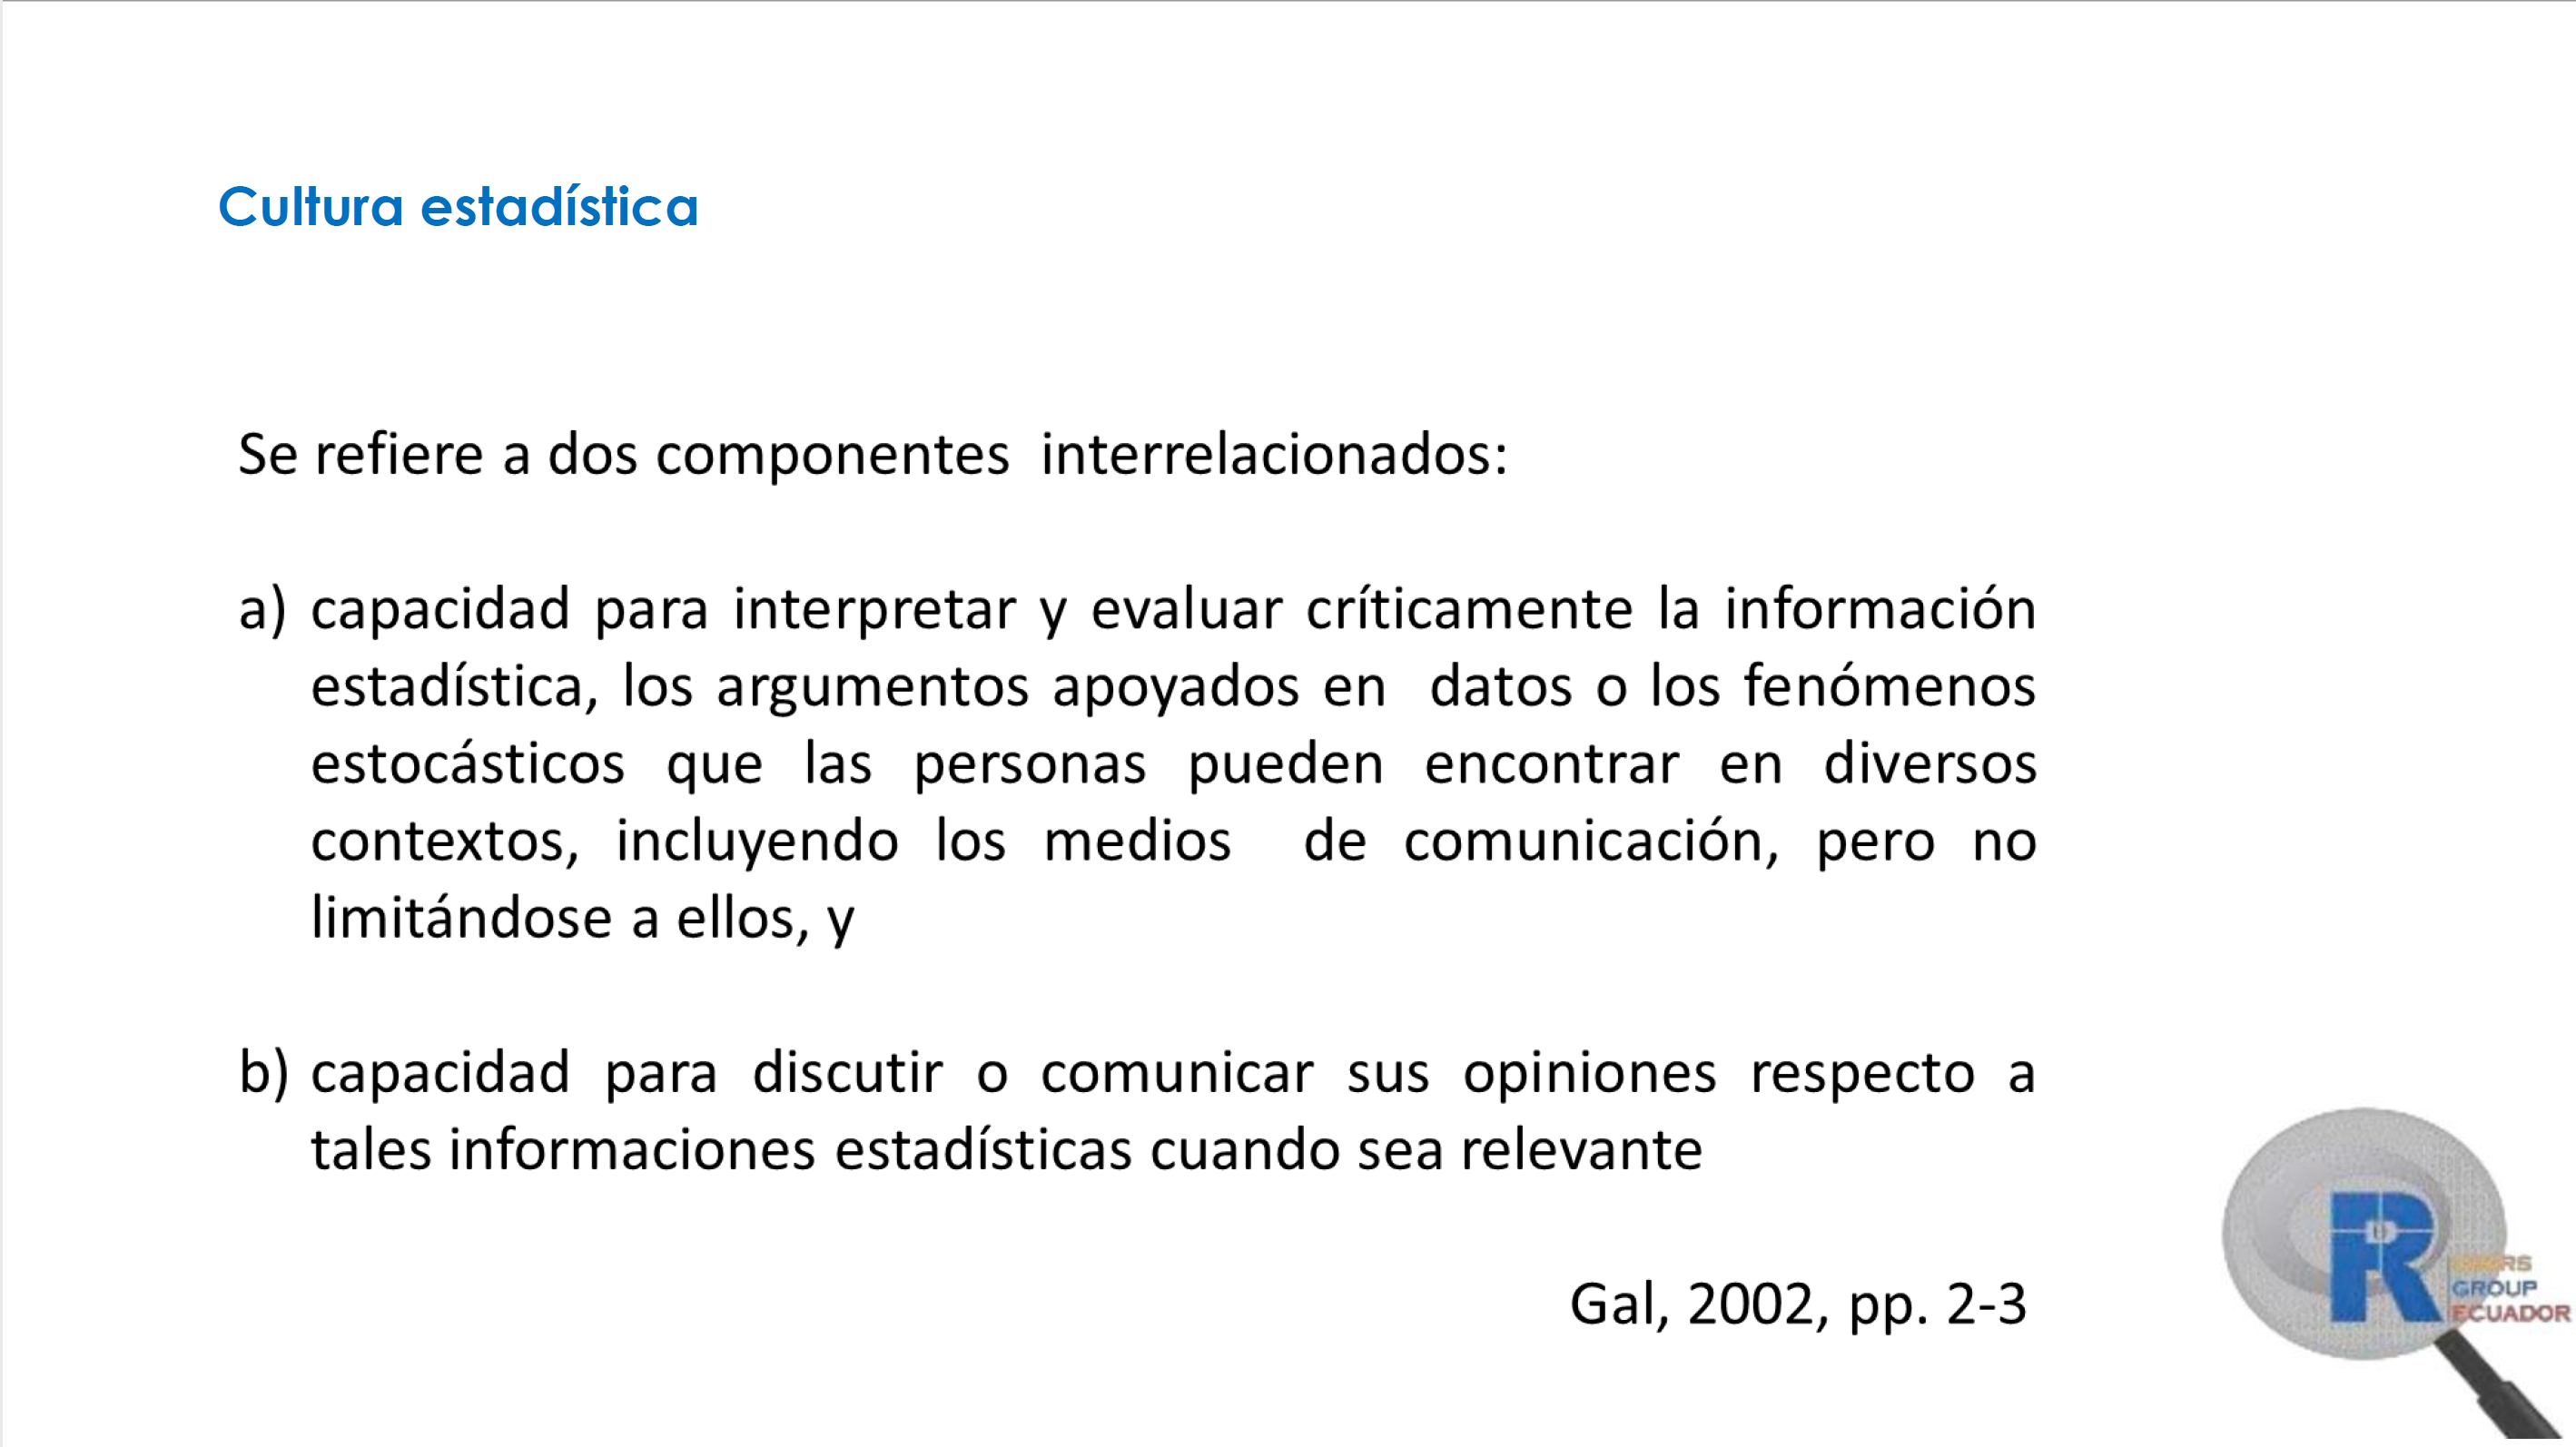 Cultura estadística
Se refiere a dos componentes interrelacionados:
a) capacidad para interpretar y evaluar críticamente la información
estadística, los argumentos apoyados en datos o los fenómenos
estocásticos que las personas pueden encontrar en diversos
contextos, incluyendo los medios de comunicación, pero no
limitándose a ellos, y
b) capacidad para discutir o comunicar sus opiniones respecto a
tales informaciones estadísticas cuando sea relevante
Gal, 2002, pp. 2-3
R
GROUP
ECUADOR